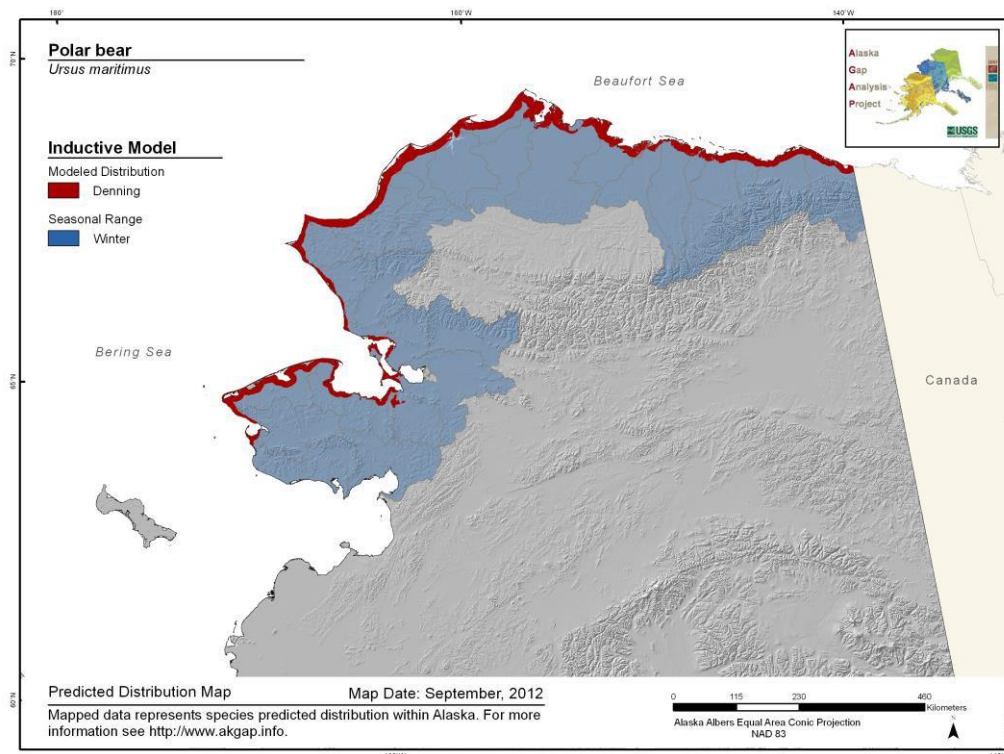 180°
160°
140°
70°N
Polar bear
Ursus maritimus
Beaufort Sea
Alaska
Gap
Analysis
Project
USGS
Inductive Model
Modeled Distribution
Denning
Seasonal Range
Winter
Bering Sea
65°N
Canada
60°N
Predicted Distribution Map
Map Date: September, 2012
Mapped data represents species predicted distribution within Alaska. For more
information see http://www.akgap.info.
0 115 230 460
Kilometers
Alaska Albers Equal Area Conic Projection
NAD 83